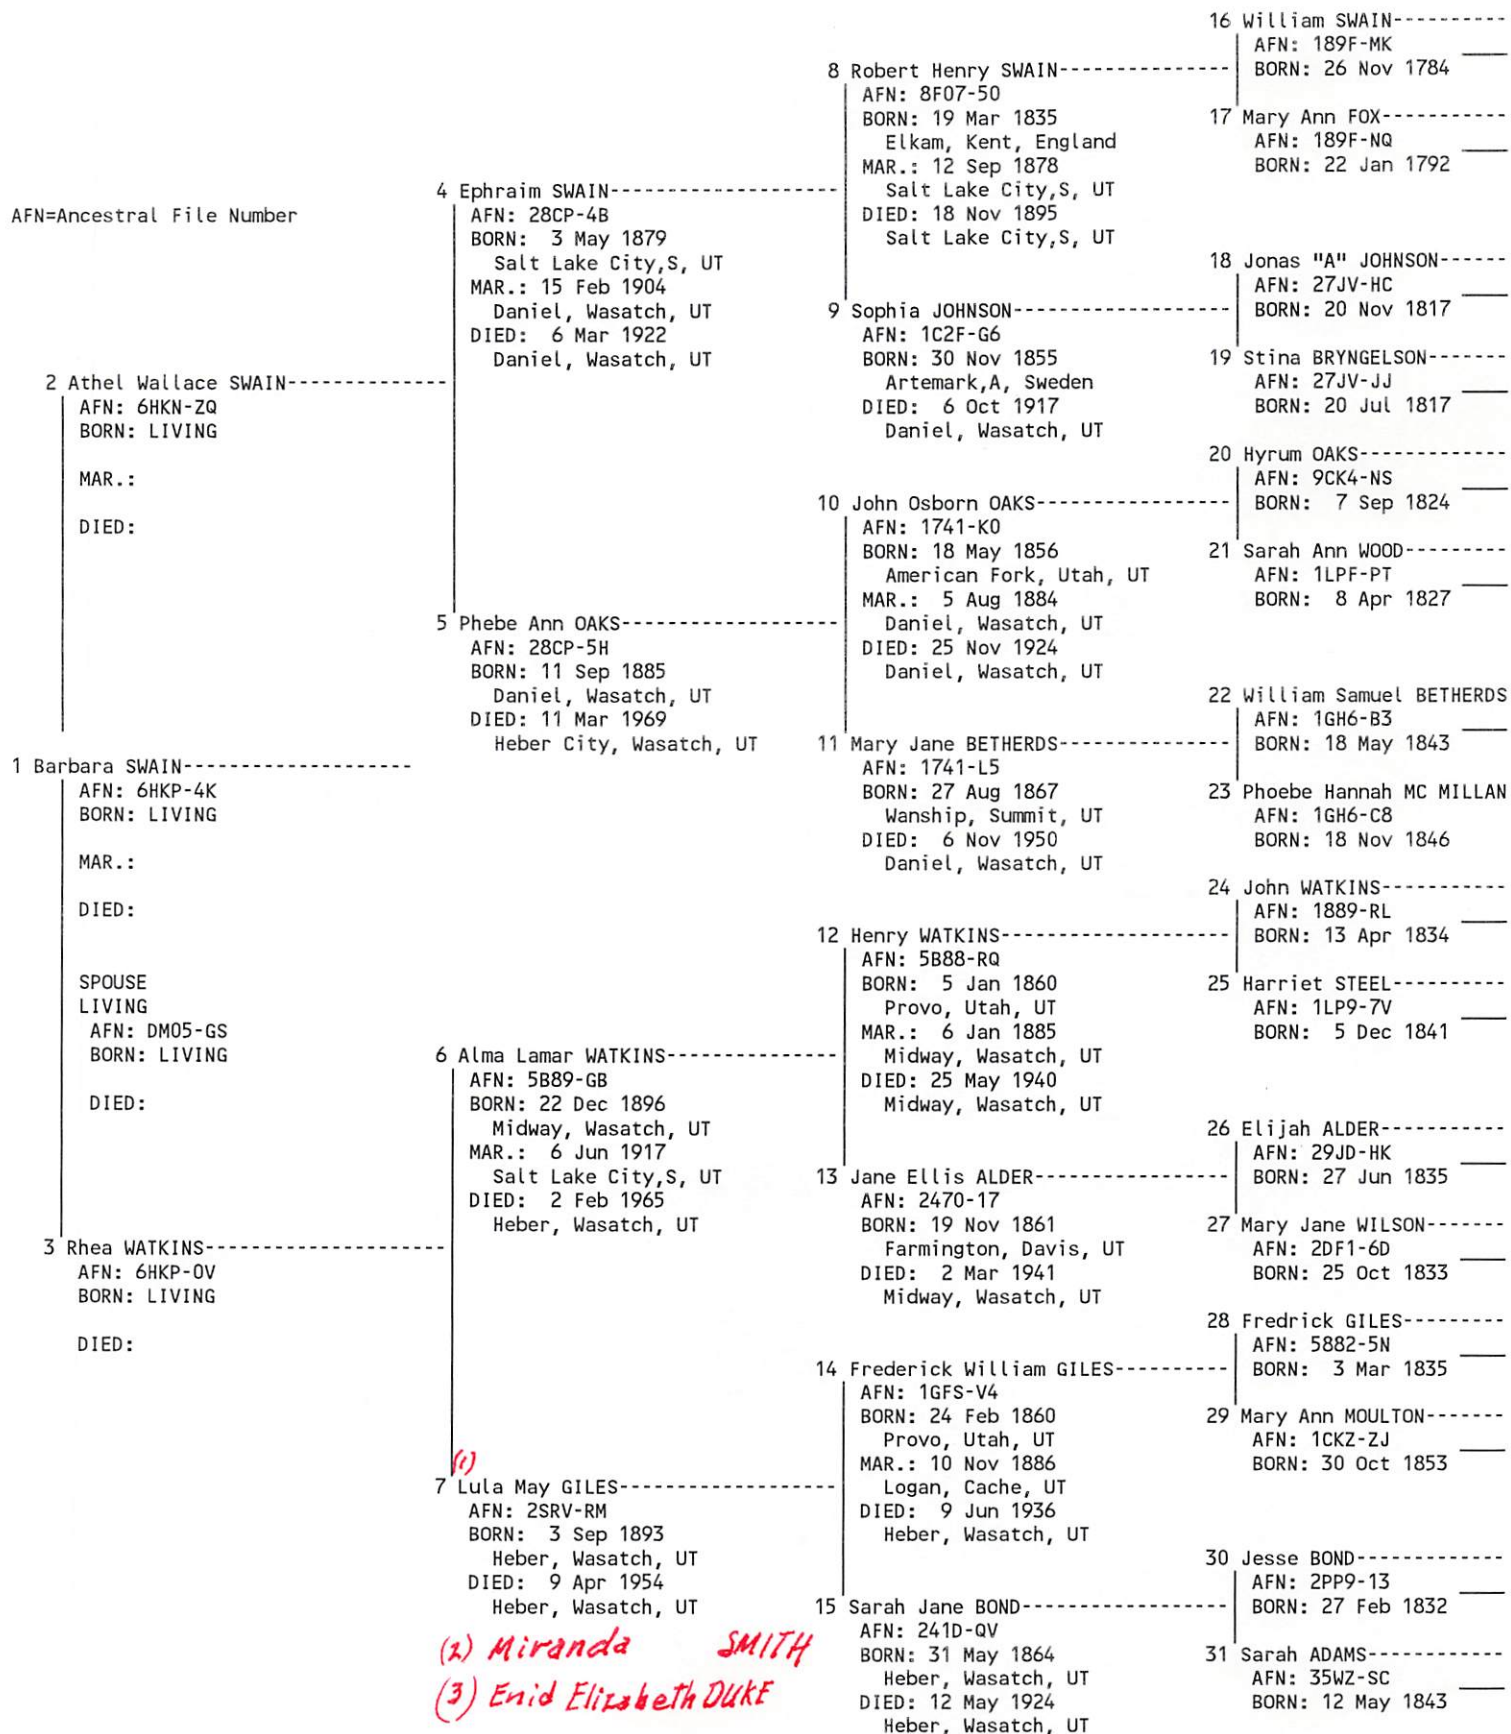 AFN=Ancestral File Number
1 Barbara SWAIN-------------------
AFN: 6HKP-4K
BORN: LIVING
MAR.:
DIED:
SPOUSE
LIVING
AFN: DM05-GS
BORN: LIVING
DIED:
2 Athel Wallace SWAIN-------------
AFN: 6HKN-ZQ
BORN: LIVING
MAR.:
DIED:
3 Rhea WATKINS--------------------
AFN: 6HKP-0V
BORN: LIVING
DIED:
4 Ephraim SWAIN-------------------
AFN: 28CP-4B
BORN: 3 May 1879
Salt Lake City,S, UT
MAR.: 15 Feb 1904
Daniel, Wasatch, UT
DIED: 6 Mar 1922
Daniel, Wasatch, UT
5 Phebe Ann OAKS------------------
AFN: 28CP-5H
BORN: 11 Sep 1885
Daniel, Wasatch, UT
DIED: 11 Mar 1969
Heber City, Wasatch, UT
6 Alma Lamar WATKINS--------------
AFN: 5B89-GB
BORN: 22 Dec 1896
Midway, Wasatch, UT
MAR.: 6 Jun 1917
Salt Lake City,S, UT
DIED: 2 Feb 1965
Heber, Wasatch, UT
(1)
7 Lula May GILES------------------
AFN: 2SRV-RM
BORN: 3 Sep 1893
Heber, Wasatch, UT
DIED: 9 Apr 1954
Heber, Wasatch, UT
(2) Miranda SMITH
(3) Enid Elizabeth DUKE
8 Robert Henry SWAIN--------------
AFN: 8F07-50
BORN: 19 Mar 1835
Elkam, Kent, England
MAR.: 12 Sep 1878
Salt Lake City,S, UT
DIED: 18 Nov 1895
Salt Lake City,S, UT
9 Sophia JOHNSON------------------
AFN: 1C2F-G6
BORN: 30 Nov 1855
Artemark,A, Sweden
DIED: 6 Oct 1917
Daniel, Wasatch, UT
10 John Osborn OAKS----------------
AFN: 1741-K0
BORN: 18 May 1856
American Fork, Utah, UT
MAR.: 5 Aug 1884
Daniel, Wasatch, UT
DIED: 25 Nov 1924
Daniel, Wasatch, UT
11 Mary Jane BETHERDS--------------
AFN: 1741-L5
BORN: 27 Aug 1867
Wanship, Summit, UT
DIED: 6 Nov 1950
Daniel, Wasatch, UT
12 Henry WATKINS-------------------
AFN: 5B88-RQ
BORN: 5 Jan 1860
Provo, Utah, UT
MAR.: 6 Jan 1885
Midway, Wasatch, UT
DIED: 25 May 1940
Midway, Wasatch, UT
13 Jane Ellis ALDER----------------
AFN: 2470-17
BORN: 19 Nov 1861
Farmington, Davis, UT
DIED: 2 Mar 1941
Midway, Wasatch, UT
14 Frederick William GILES---------
AFN: 1GFS-V4
BORN: 24 Feb 1860
Provo, Utah, UT
MAR.: 10 Nov 1886
Logan, Cache, UT
DIED: 9 Jun 1936
Heber, Wasatch, UT
15 Sarah Jane BOND-----------------
AFN: 241D-QV
BORN: 31 May 1864
Heber, Wasatch, UT
DIED: 12 May 1924
Heber, Wasatch, UT
16 William SWAIN----------
AFN: 189F-MK
BORN: 26 Nov 1784
17 Mary Ann FOX-----------
AFN: 189F-NQ
BORN: 22 Jan 1792
18 Jonas "A" JOHNSON------
AFN: 27JV-HC
BORN: 20 Nov 1817
19 Stina BRYNGELSON-------
AFN: 27JV-JJ
BORN: 20 Jul 1817
20 Hyrum OAKS-------------
AFN: 9CK4-NS
BORN: 7 Sep 1824
21 Sarah Ann WOOD---------
AFN: 1LPF-PT
BORN: 8 Apr 1827
22 William Samuel BETHERDS
AFN: 1GH6-B3
BORN: 18 May 1843
23 Phoebe Hannah MC MILLAN
AFN: 1GH6-C8
BORN: 18 Nov 1846
24 John WATKINS-----------
AFN: 1889-RL
BORN: 13 Apr 1834
25 Harriet STEEL----------
AFN: 1LP9-7V
BORN: 5 Dec 1841
26 Elijah ALDER-----------
AFN: 29JD-HK
BORN: 27 Jun 1835
27 Mary Jane WILSON-------
AFN: 2DF1-6D
BORN: 25 Oct 1833
28 Fredrick GILES---------
AFN: 5882-5N
BORN: 3 Mar 1835
29 Mary Ann MOULTON-------
AFN: 1CKZ-ZJ
BORN: 30 Oct 1853
30 Jesse BOND-------------
AFN: 2PP9-13
BORN: 27 Feb 1832
31 Sarah ADAMS------------
AFN: 35WZ-SC
BORN: 12 May 1843